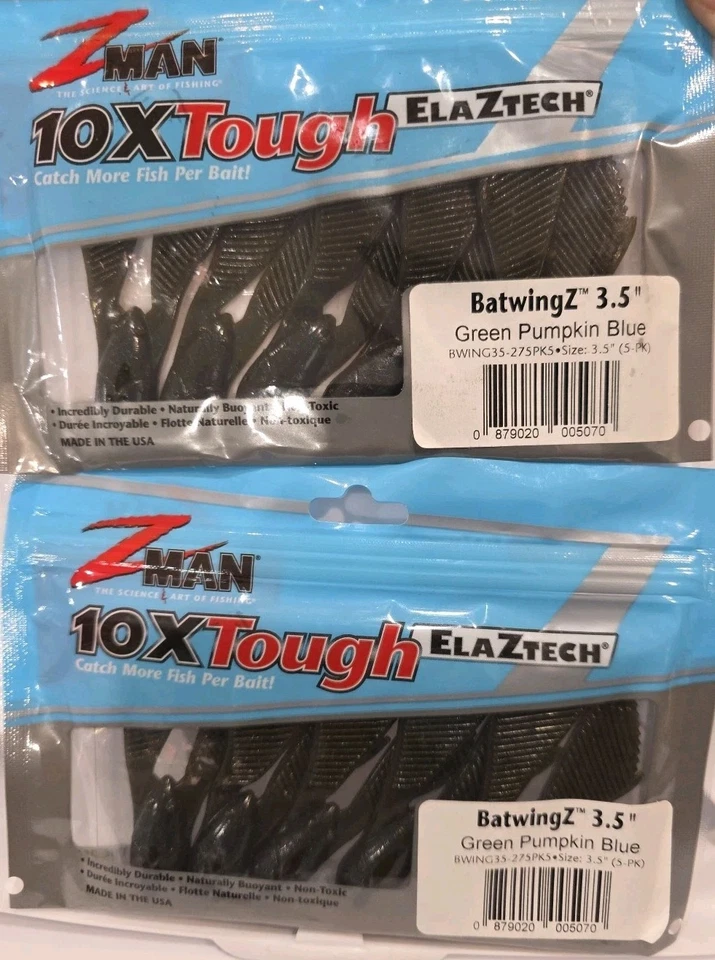 ZMAN®
THE SCIENCE & ART OF FISHING®
10XTough ELAZTECH®
Catch More Fish Per Bait!
BatwingZ™ 3.5"
Green Pumpkin Blue
BWING35-275PK5•Size: 3.5" (5-PK)
0 879020 005070
• Incredibly Durable • Naturally Buoyant • Non-Toxic
• Durée Incroyable • Flotte Naturelle • Non-toxique
MADE IN THE USA
ZMAN®
THE SCIENCE & ART OF FISHING®
10XTough ELAZTECH®
Catch More Fish Per Bait!
BatwingZ™ 3.5"
Green Pumpkin Blue
BWING35-275PK5•Size: 3.5" (5-PK)
0 879020 005070
• Incredibly Durable • Naturally Buoyant • Non-Toxic
• Durée Incroyable • Flotte Naturelle • Non-toxique
MADE IN THE USA